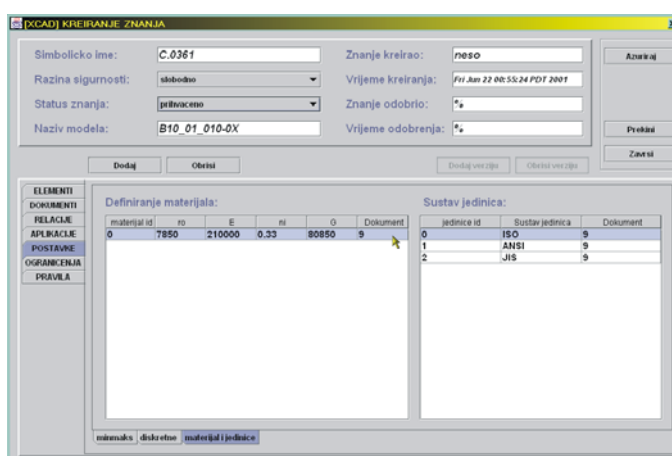 [XCAD] KREIRANJE ZNANJA
Simbolicko ime: C.0361 Znanje kreirao: neso Azuriraj
Razina sigurnosti: slobodno Vrijeme kreiranja: Fri Jun 22 00:55:24 PDT 2001
Status znanja: prihvaceno Znanje odobrio: %
Naziv modela: B10_01_010-0X Vrijeme odobrenja: % Prekini
Zavrsi
Dodaj Obrisi Dodaj verziju Obrisi verziju
ELEMENTI
DOKUMENTI
RELACIJE
APLIKACIJE
POSTAVKE
OGRANICENJA
PRAVILA
Definiranje materijala: Sustav jedinica:
materijal id ro E ni G Dokument jedinice id Sustav jedinica Dokument
0 7850 210000 0.33 80850 9 0 ISO 9
1 ANSI 9
2 JIS 9
minmaks diskretne materijal i jedinice